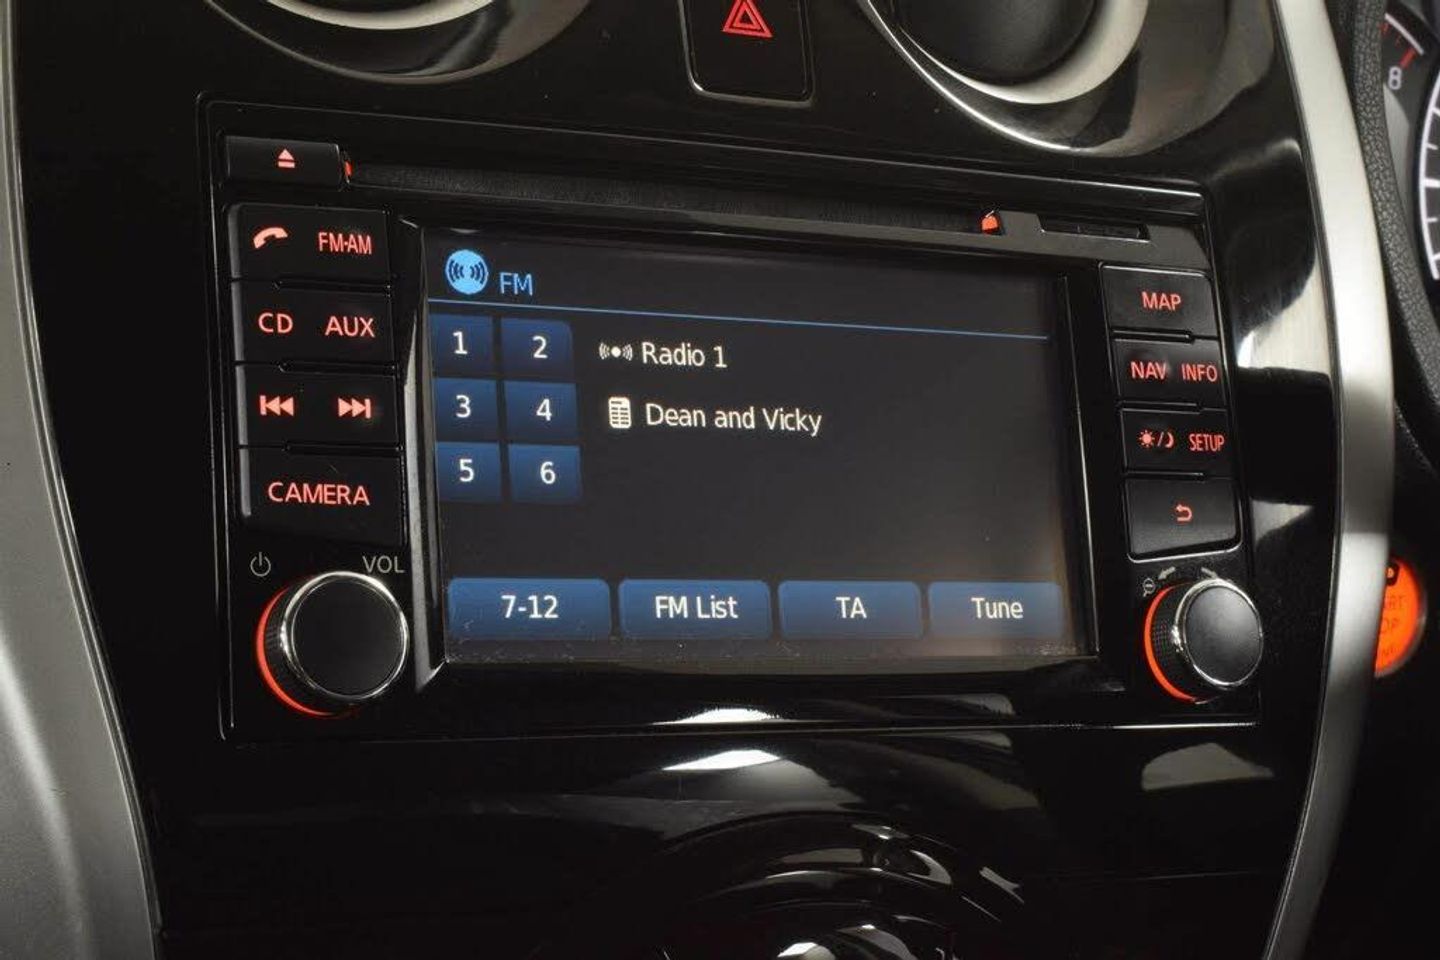 8
FM·AM
CD AUX
CAMERA
VOL
FM
1 2
3 4
5 6
Radio 1
Dean and Vicky
7-12 FM List TA Tune
MAP
NAV INFO
SETUP